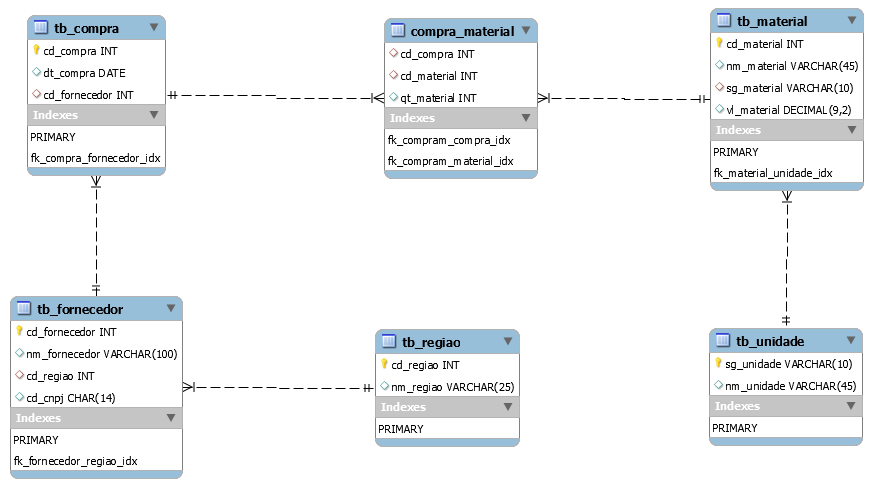 tb_compra
cd_compra INT
dt_compra DATE
cd_fornecedor INT
Indexes
PRIMARY
fk_compra_fornecedor_idx
compra_material
cd_compra INT
cd_material INT
qt_material INT
Indexes
fk_compram_compra_idx
fk_compram_material_idx
tb_material
cd_material INT
nm_material VARCHAR(45)
sg_material VARCHAR(10)
vl_material DECIMAL(9,2)
Indexes
PRIMARY
fk_material_unidade_idx
tb_fornecedor
cd_fornecedor INT
nm_fornecedor VARCHAR(100)
cd_regiao INT
cd_cnpj CHAR(14)
Indexes
PRIMARY
fk_fornecedor_regiao_idx
tb_regiao
cd_regiao INT
nm_regiao VARCHAR(25)
Indexes
PRIMARY
tb_unidade
sg_unidade VARCHAR(10)
nm_unidade VARCHAR(45)
Indexes
PRIMARY